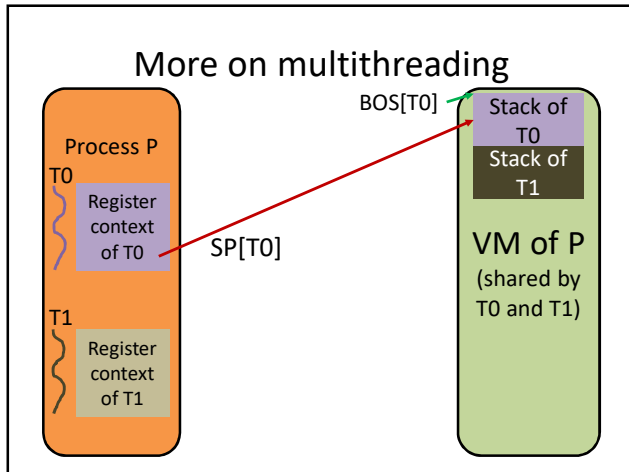 More on multithreading
Process P
T0
Register
context
of T0
T1
Register
context
of T1
SP[T0]
BOS[T0]
Stack of
T0
Stack of
T1
VM of P
(shared by
T0 and T1)